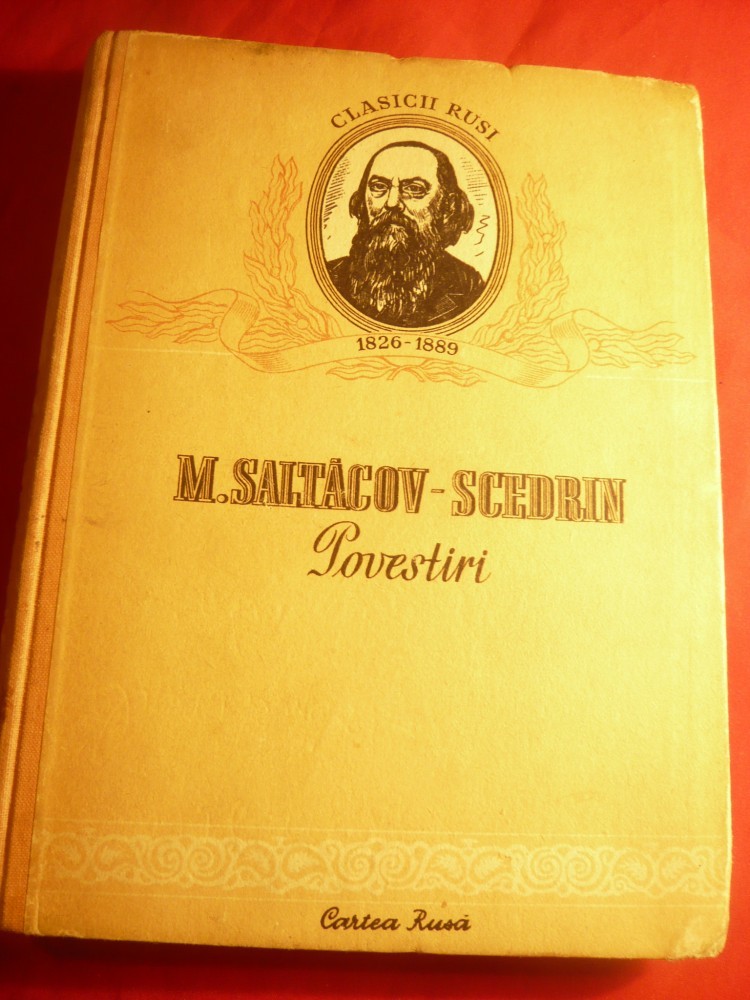 CLASICII RUSI
1826-1889
M. SALTÂCOV-SCEDRIN
Povestiri
Cartea Rusă